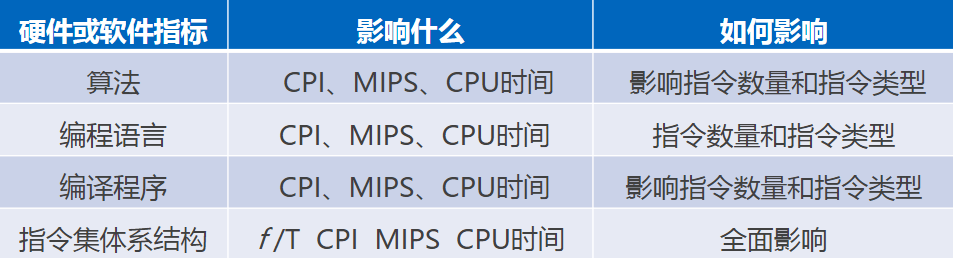 硬件或软件指标 影响什么 如何影响
算法 CPI、MIPS、CPU时间 影响指令数量和指令类型
编程语言 CPI、MIPS、CPU时间 指令数量和指令类型
编译程序 CPI、MIPS、CPU时间 影响指令数量和指令类型
指令集体系结构 f /T CPI MIPS CPU时间 全面影响